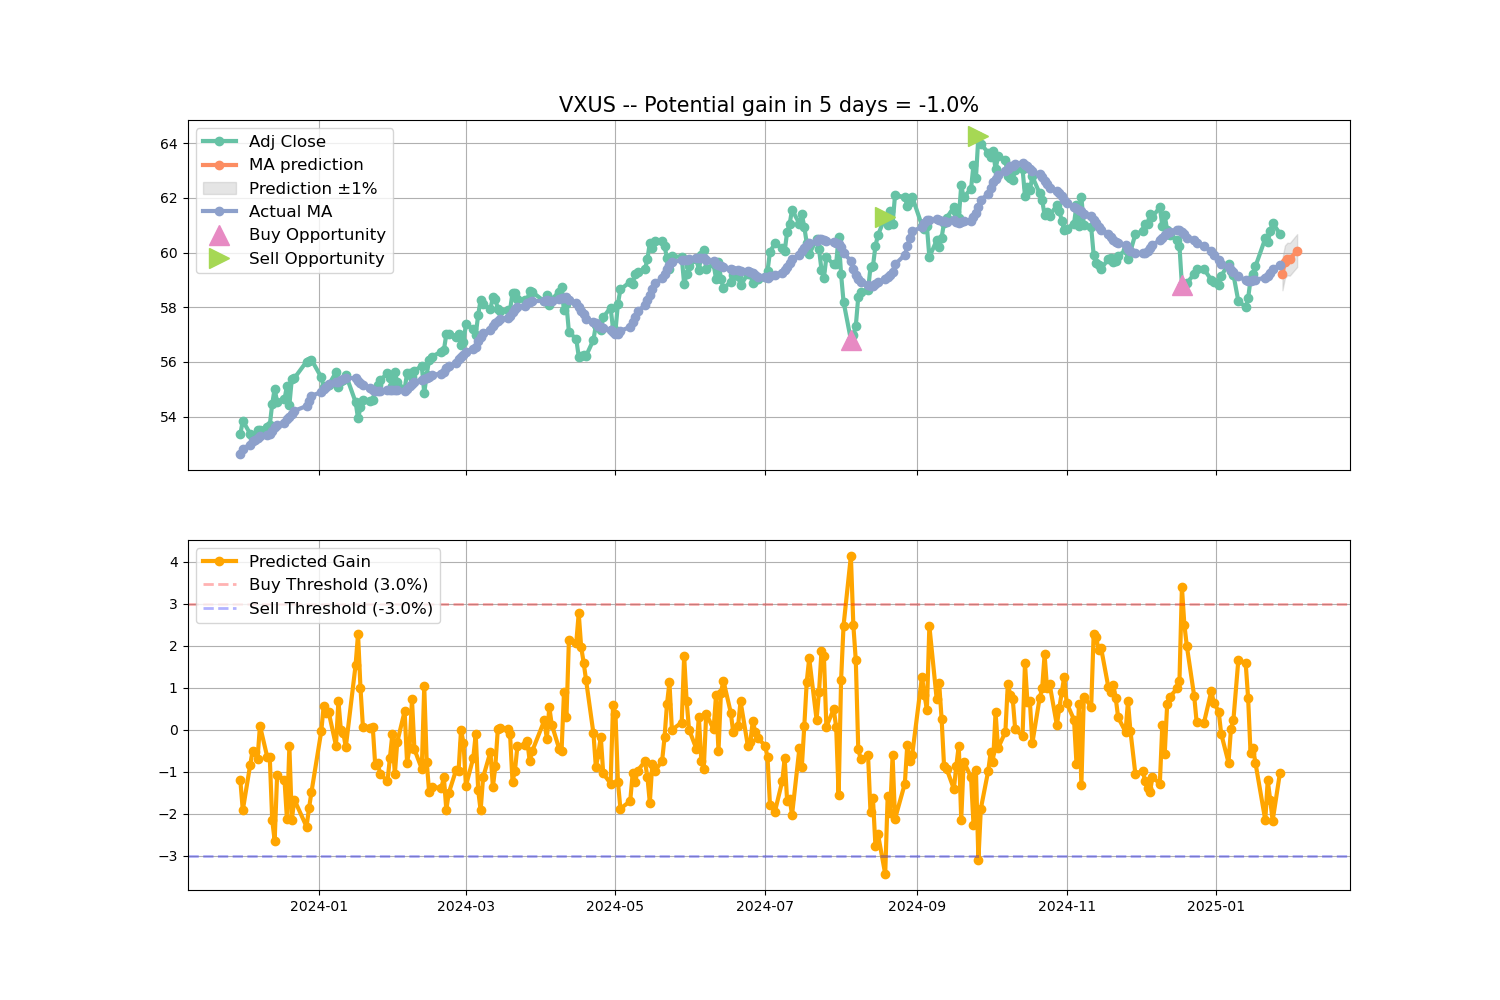 VXUS -- Potential gain in 5 days = -1.0%
64
62
60
58
56
54
Adj Close
MA prediction
Prediction ±1%
Actual MA
Buy Opportunity
Sell Opportunity
4
3
2
1
0
−1
−2
−3
Predicted Gain
Buy Threshold (3.0%)
Sell Threshold (-3.0%)
2024-01
2024-03
2024-05
2024-07
2024-09
2024-11
2025-01